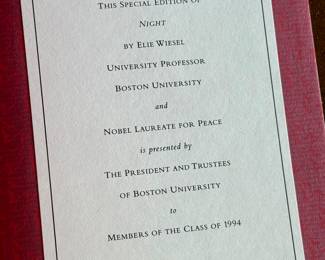 This Special Edition of
Night
by Elie Wiesel
University Professor
Boston University
and
Nobel Laureate for Peace
is presented by
The President and Trustees
of Boston University
to
Members of the Class of 1994